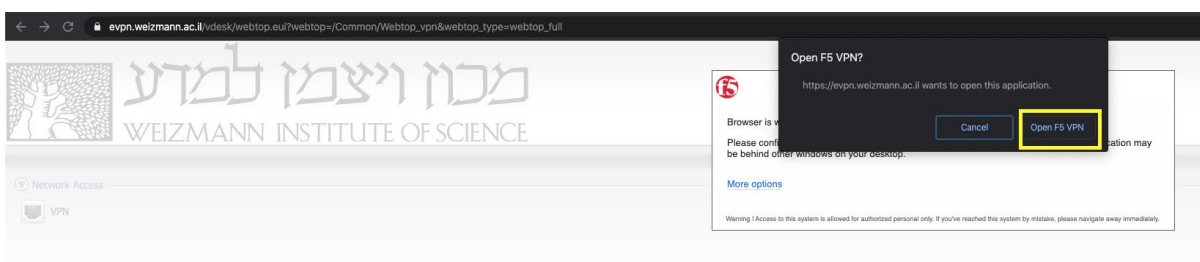 evpn.weizmann.ac.il/vdesk/webtop.eui?webtop=/Common/Webtop_vpn&webtop_type=webtop_full
מכון ויצמן למדע
WEIZMANN INSTITUTE OF SCIENCE
Network Access
VPN
Open F5 VPN?
https://evpn.weizmann.ac.il wants to open this application.
Cancel
Open F5 VPN
f5
Browser is
Please
cation may
be behind other windows on your desktop.
More options
Warning ! Access to this system is allowed for authorized personal only. If you've reached this system by mistake, please navigate away immediately.